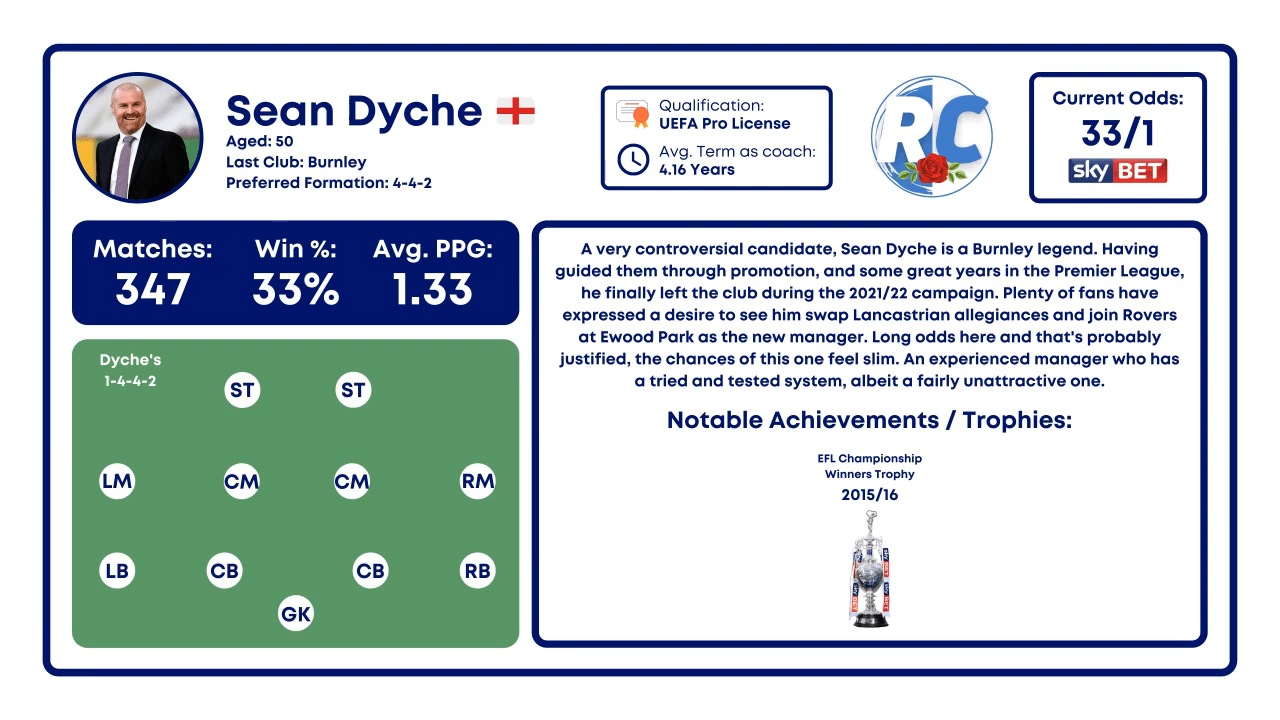 Sean Dyche
Aged: 50
Last Club: Burnley
Preferred Formation: 4-4-2
Qualification:
UEFA Pro License
Avg. Term as coach:
4.16 Years
RC
Current Odds:
33/1
sky BET
Matches:
347
Win %:
33%
Avg. PPG:
1.33
Dyche's
1-4-4-2
ST ST
LM CM CM RM
LB CB CB RB
GK
A very controversial candidate, Sean Dyche is a Burnley legend. Having
guided them through promotion, and some great years in the Premier League,
he finally left the club during the 2021/22 campaign. Plenty of fans have
expressed a desire to see him swap Lancastrian allegiances and join Rovers
at Ewood Park as the new manager. Long odds here and that's probably
justified, the chances of this one feel slim. An experienced manager who has
a tried and tested system, albeit a fairly unattractive one.
Notable Achievements / Trophies:
EFL Championship
Winners Trophy
2015/16